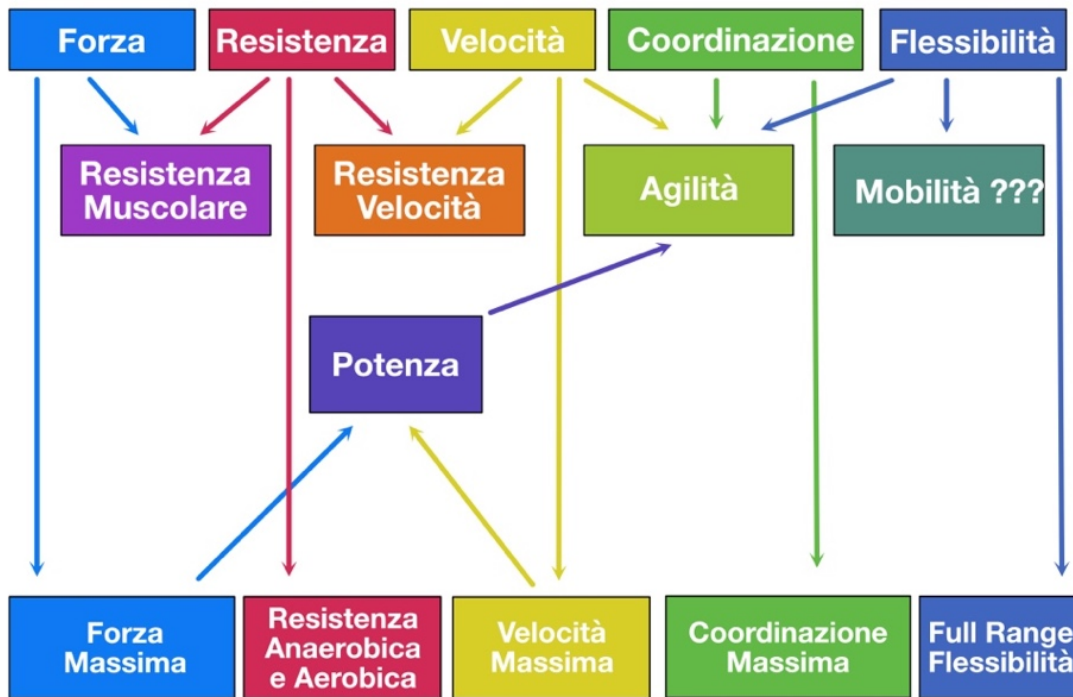 Forza
Resistenza
Velocità
Coordinazione
Flessibilità
Resistenza
Muscolare
Resistenza
Velocità
Agilità
Mobilità ???
Potenza
Forza
Massima
Resistenza
Anaerobica
e Aerobica
Velocità
Massima
Coordinazione
Massima
Full Range
Flessibilità